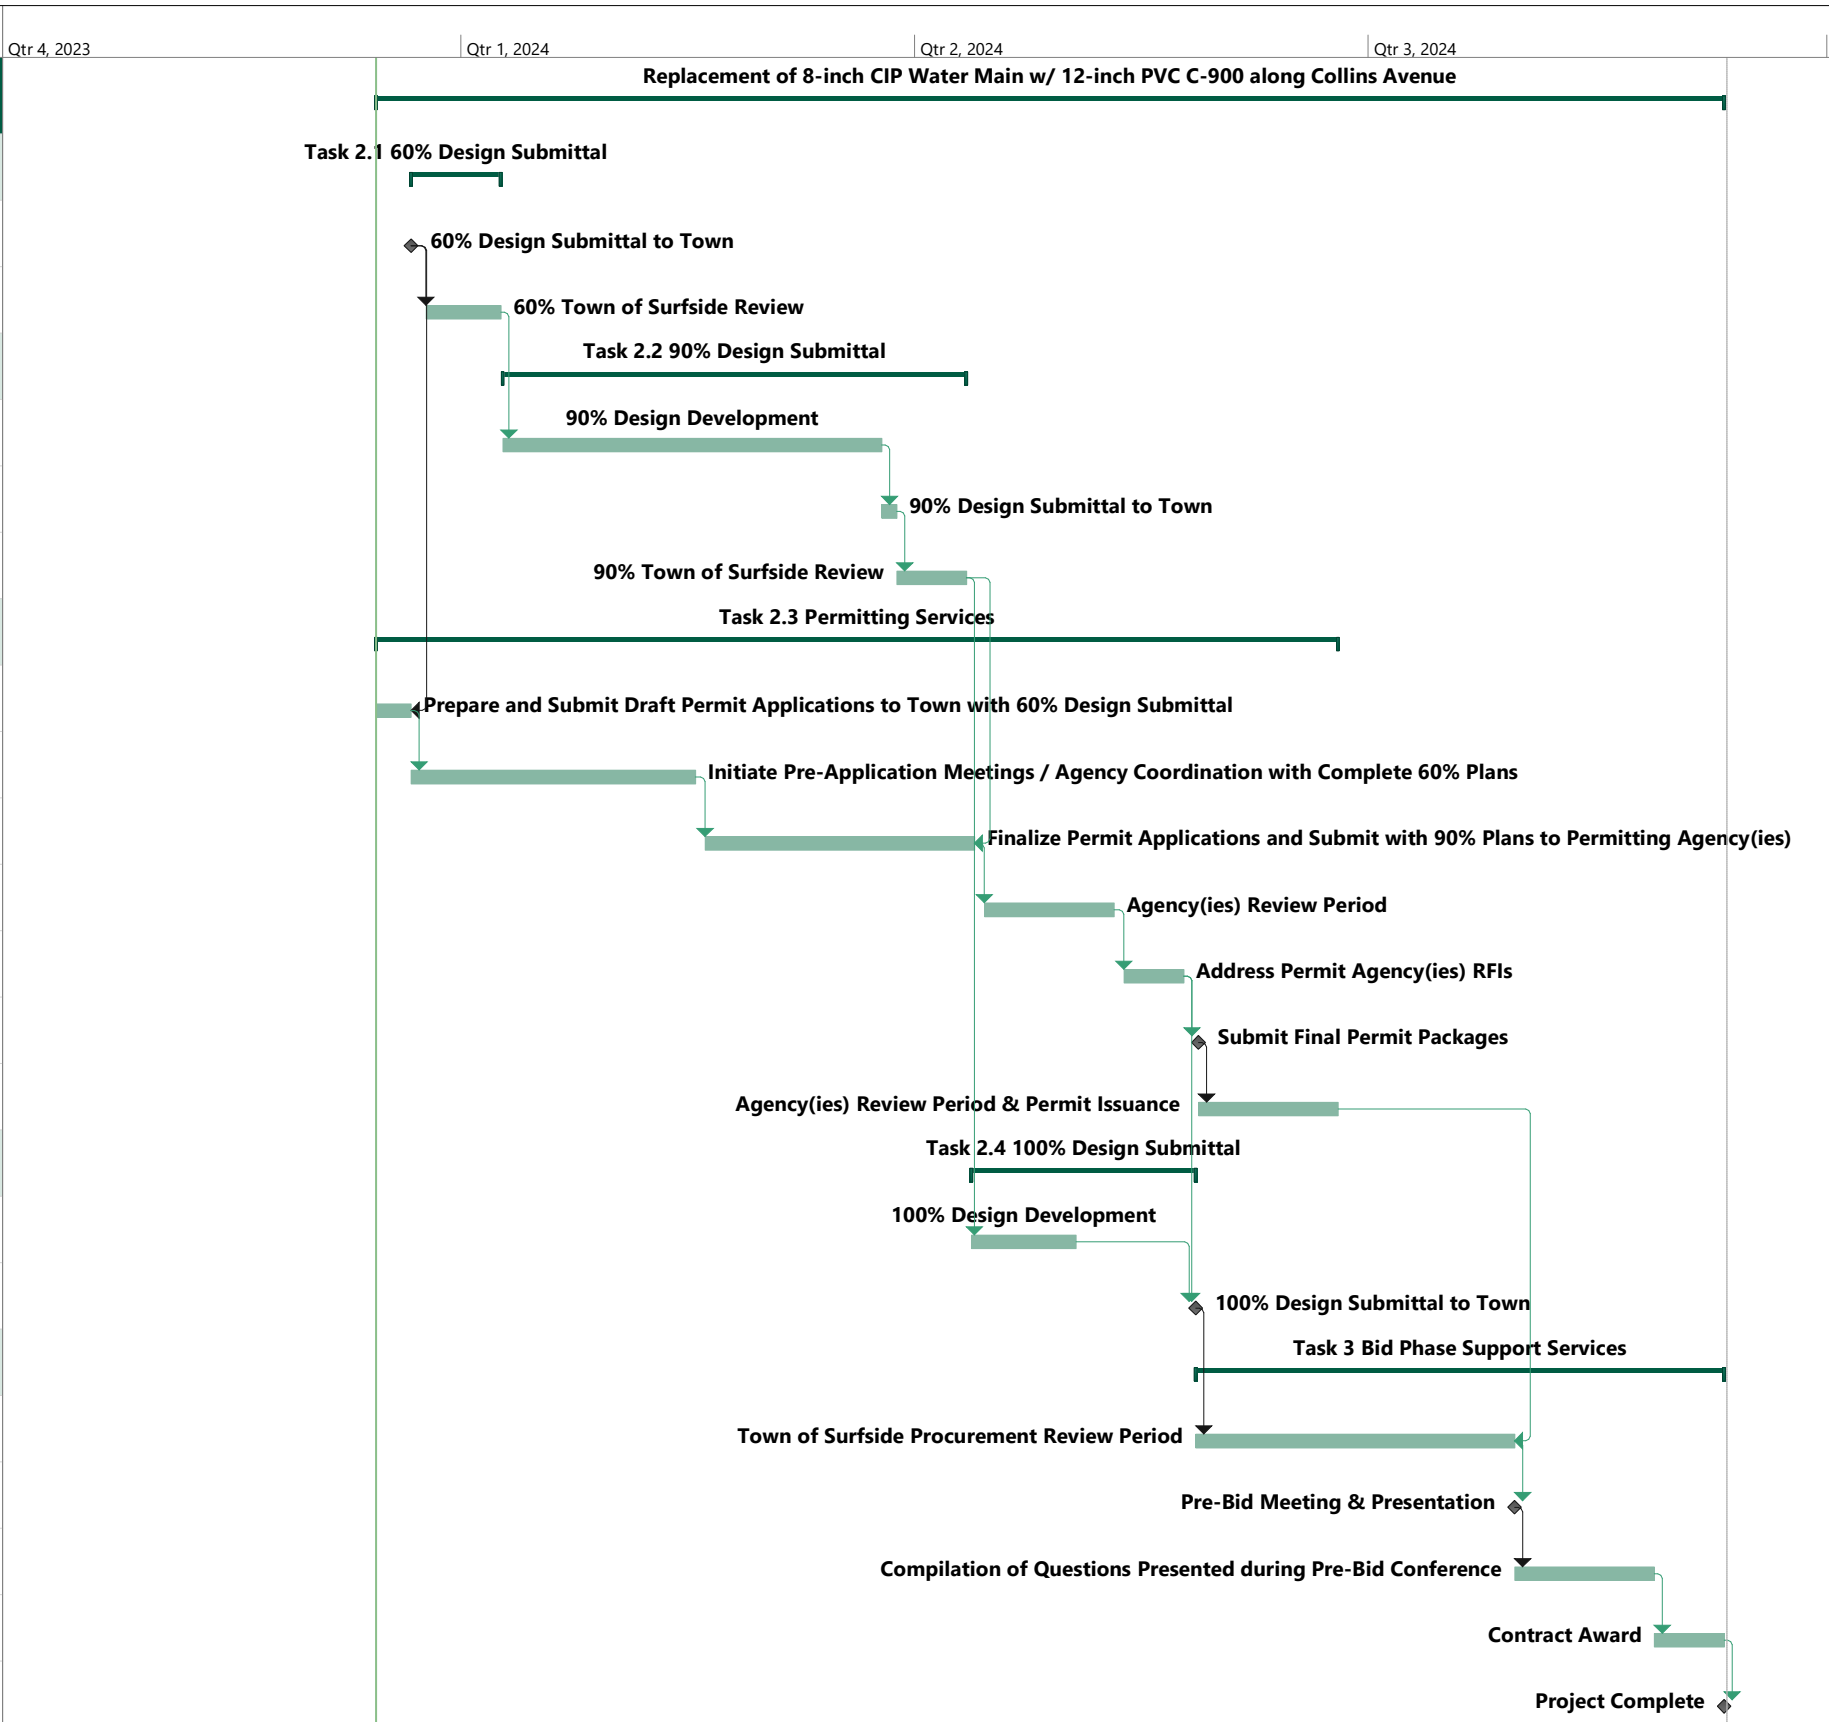 Qtr 4, 2023
Qtr 1, 2024
Qtr 2, 2024
Qtr 3, 2024
Replacement of 8-inch CIP Water Main w/ 12-inch PVC C-900 along Collins Avenue
Task 2.1 60% Design Submittal
60% Design Submittal to Town
60% Town of Surfside Review
Task 2.2 90% Design Submittal
90% Design Development
90% Design Submittal to Town
90% Town of Surfside Review
Task 2.3 Permitting Services
Prepare and Submit Draft Permit Applications to Town with 60% Design Submittal
Initiate Pre-Application Meetings / Agency Coordination with Complete 60% Plans
Finalize Permit Applications and Submit with 90% Plans to Permitting Agency(ies)
Agency(ies) Review Period
Address Permit Agency(ies) RFIs
Submit Final Permit Packages
Agency(ies) Review Period & Permit Issuance
Task 2.4 100% Design Submittal
100% Design Development
100% Design Submittal to Town
Task 3 Bid Phase Support Services
Town of Surfside Procurement Review Period
Pre-Bid Meeting & Presentation
Compilation of Questions Presented during Pre-Bid Conference
Contract Award
Project Complete